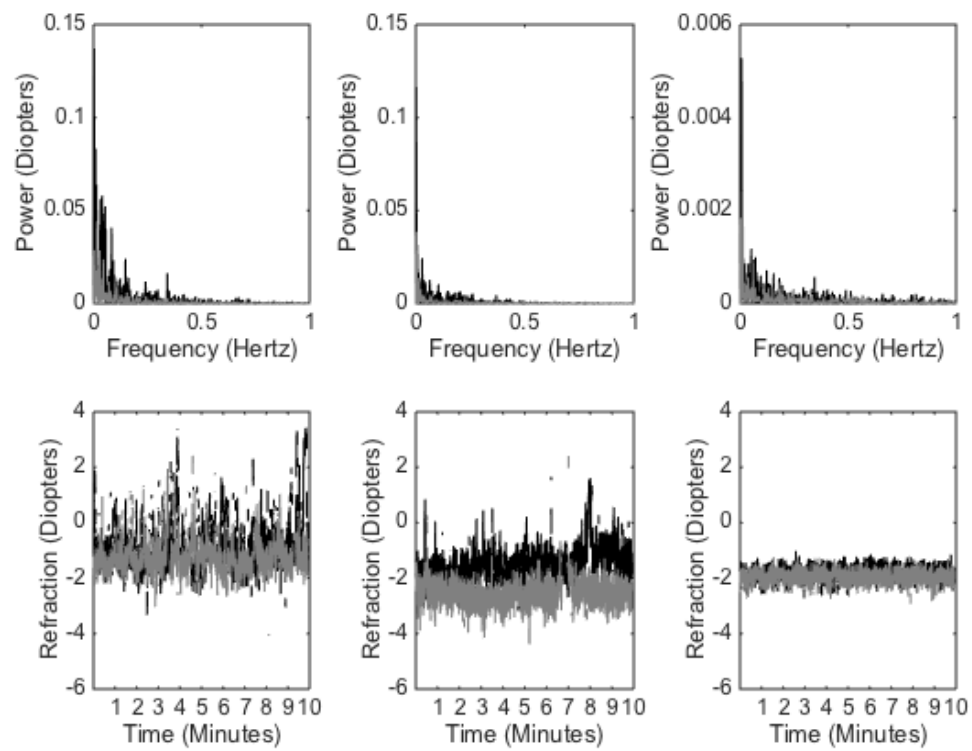 0.15
0.1
0.05
0
Power (Diopters)
0 0.5 1
Frequency (Hertz)
0.15
0.1
0.05
0
Power (Diopters)
0 0.5 1
Frequency (Hertz)
0.006
0.004
0.002
0
Power (Diopters)
0 0.5 1
Frequency (Hertz)
4
2
0
-2
-4
-6
Refraction (Diopters)
1 2 3 4 5 6 7 8 9 10
Time (Minutes)
4
2
0
-2
-4
-6
Refraction (Diopters)
1 2 3 4 5 6 7 8 9 10
Time (Minutes)
4
2
0
-2
-4
-6
Refraction (Diopters)
1 2 3 4 5 6 7 8 9 10
Time (Minutes)